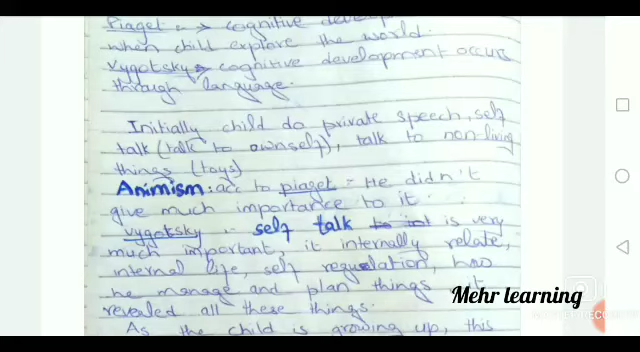 Piaget → cognitive develop
when child explore the world.
Vygotsky → cognitive development occurs
through language.
Initially child do private speech, self
talk (talk to ownself), talk to non-living
things (toys)
Animism: acc to piaget - He didn't
give much importance to it.
Vygotsky :- self talk is very
much important, it internally relate,
internal life, self regulation, how
he manage and plan things it
revealed all these things.
As the child is growing up, this
Mehr learning